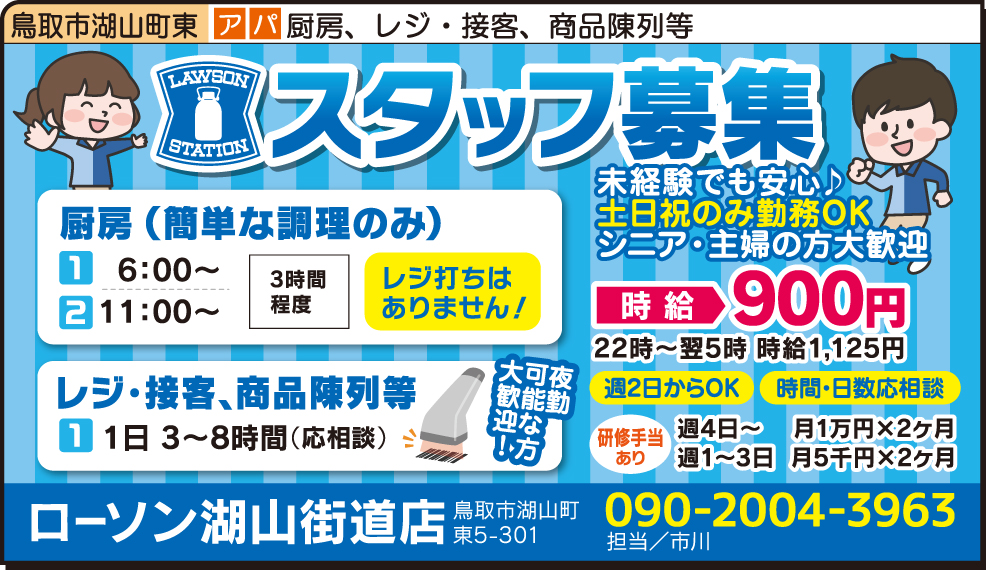 鳥取市湖山町東 アパ 厨房、レジ・接客、商品陳列等
LAWSON
STATION
スタッフ募集
未経験でも安心♪
土日祝のみ勤務OK
シニア・主婦の方大歓迎
厨房（簡単な調理のみ）
1 6：00～
2 11：00～
3時間
程度
レジ打ちは
ありません！
時給 900円
22時～翌5時 時給1,125円
週2日からOK 時間・日数応相談
研修手当
あり
週4日～ 月1万円×2ヶ月
週1～3日 月5千円×2ヶ月
レジ・接客、商品陳列等
1 1日 3～8時間（応相談）
夜勤
可能な方
大歓迎！
ローソン湖山街道店
鳥取市湖山町
東5-301
090-2004-3963
担当／市川